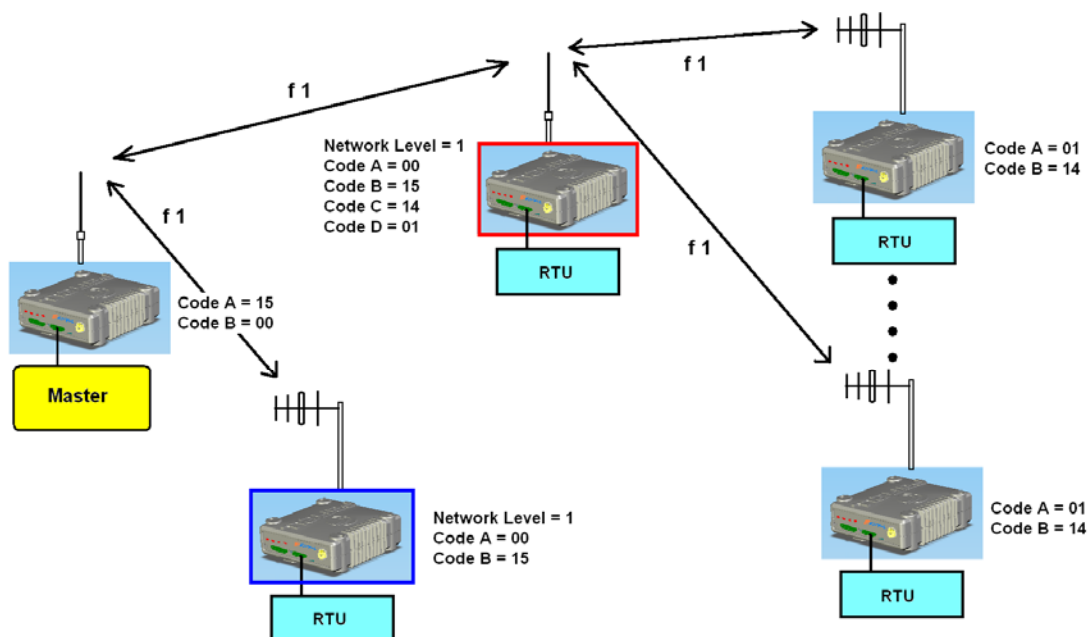 f 1
f 1
Network Level = 1
Code A = 00
Code B = 15
Code C = 14
Code D = 01
RTU
Code A = 01
Code B = 14
RTU
f 1
f 1
Code A = 15
Code B = 00
Master
Network Level = 1
Code A = 00
Code B = 15
RTU
Code A = 01
Code B = 14
RTU